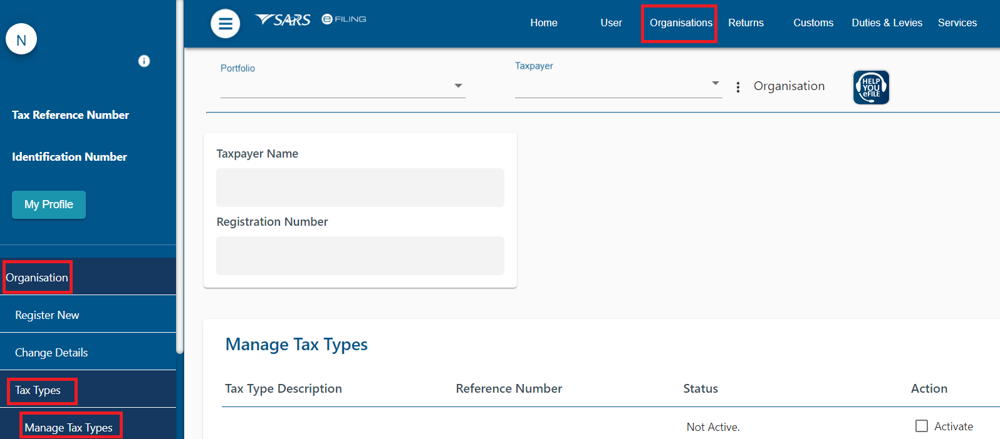 N
i
Tax Reference Number
Identification Number
My Profile
Organisation
Register New
Change Details
Tax Types
Manage Tax Types
SARS e FILING
Home User Organisations Returns Customs Duties & Levies Services
Portfolio
Taxpayer
Organisation
HELP
YOU
eFILE
Taxpayer Name
Registration Number
Manage Tax Types
Tax Type Description Reference Number Status Action
Not Active. Activate